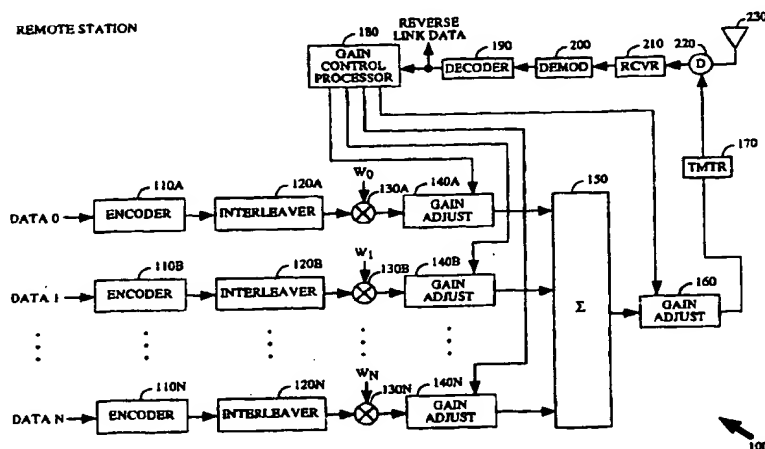 REMOTE STATION
REVERSE
LINK DATA
180
GAIN
CONTROL
PROCESSOR
190
DECODER
200
DEMOD
210
RCVR
220
D
230
170
TMTR
110A
ENCODER
120A
INTERLEAVER
W0
130A
140A
GAIN
ADJUST
150
DATA 0
110B
ENCODER
120B
INTERLEAVER
W1
130B
140B
GAIN
ADJUST
DATA 1
Σ
160
GAIN
ADJUST
110N
ENCODER
120N
INTERLEAVER
WN
130N
140N
GAIN
ADJUST
DATA N